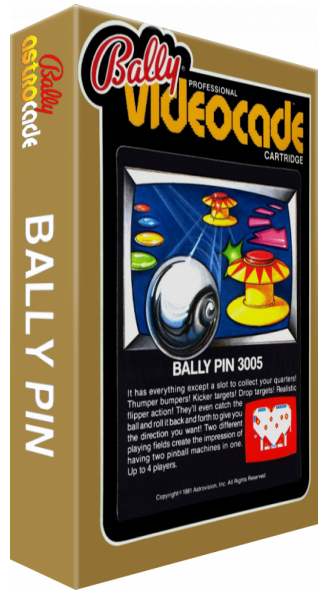 Bally
ASTROCADE
BALLY PIN
Bally
PROFESSIONAL
VIDEOCADE
CARTRIDGE
BALLY PIN 3005
It has everything except a slot to collect your quarters!
Thumper bumpers! Kicker targets! Drop targets! Realistic
flipper action! They'll even catch the
ball and roll it back and forth to give you
the direction you want! Two different
playing fields create the impression of
having two pinball machines in one.
Up to 4 players.
Copyright © 1981 Astrovision, Inc. All Rights Reserved.